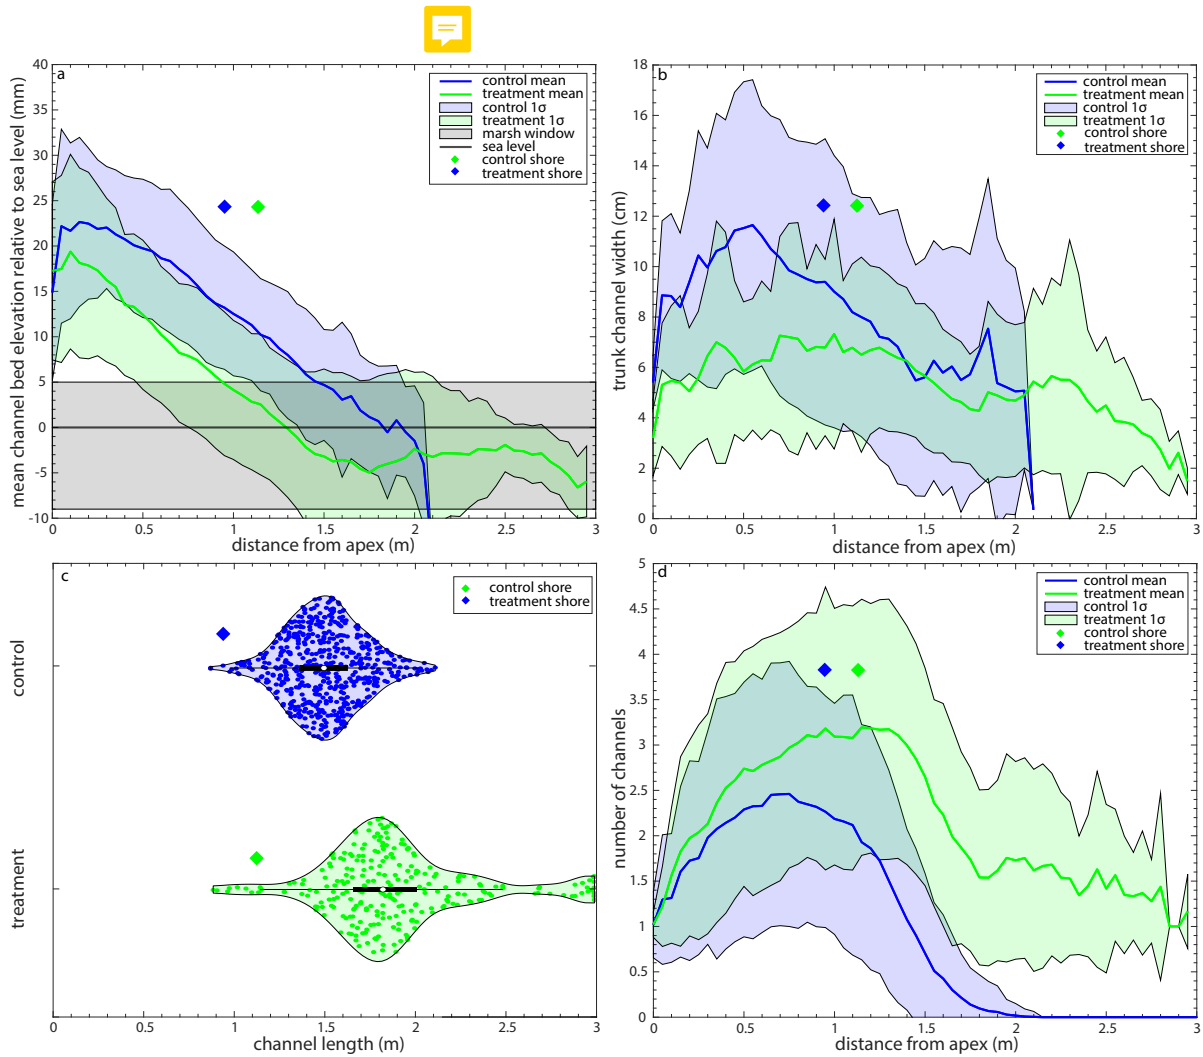 a
mean channel bed elevation relative to sea level (mm)
40
35
30
25
20
15
10
5
0
-5
-10
control mean
treatment mean
control 1σ
treatment 1σ
marsh window
sea level
control shore
treatment shore
0 0.5 1 1.5 2 2.5 3
distance from apex (m)
b
trunk channel width (cm)
18
16
14
12
10
8
6
4
2
0
control mean
treatment mean
control 1σ
treatment 1σ
control shore
treatment shore
0 0.5 1 1.5 2 2.5 3
distance from apex (m)
c
control
treatment
control shore
treatment shore
0 0.5 1 1.5 2 2.5 3
channel length (m)
d
number of channels
5
4.5
4
3.5
3
2.5
2
1.5
1
0.5
0
control mean
treatment mean
control 1σ
treatment 1σ
control shore
treatment shore
0 0.5 1 1.5 2 2.5 3
distance from apex (m)